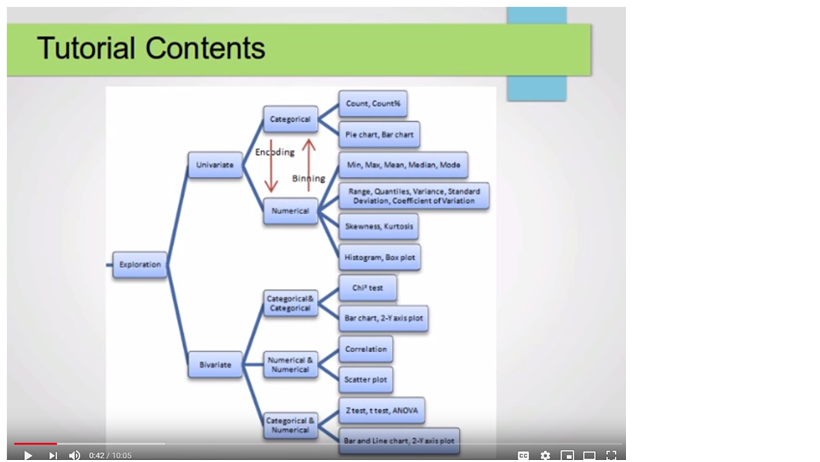 Tutorial Contents
Count, Count%
Categorical
Pie chart, Bar chart
Encoding
Univariate
Min, Max, Mean, Median, Mode
Binning
Range, Quantiles, Variance, Standard
Deviation, Coefficient of Variation
Numerical
Skewness, Kurtosis
Histogram, Box plot
Exploration
Chi² test
Categorical&
Categorical
Bar chart, 2-Y axis plot
Correlation
Bivariate
Numerical &
Numerical
Scatter plot
Z test, t test, ANOVA
Categorical &
Numerical
Bar and Line chart, 2-Y axis plot
0:42 / 10:05
CC